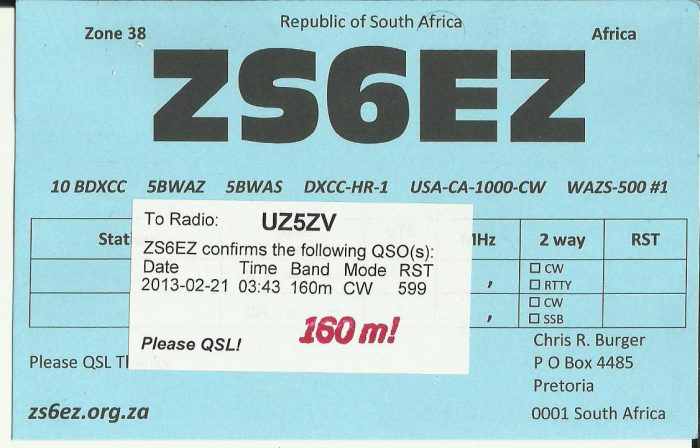 Zone 38
Republic of South Africa
Africa
ZS6EZ
10 BDXCC 5BWAZ 5BWAS DXCC-HR-1 USA-CA-1000-CW WAZS-500 #1
Stati MHz 2 way RST
, ☐ CW
☐ RTTY
, ☐ CW
☐ SSB
To Radio: UZ5ZV
ZS6EZ confirms the following QSO(s):
Date Time Band Mode RST
2013-02-21 03:43 160m CW 599
160 m!
Please QSL!
Please QSL T
Chris R. Burger
P O Box 4485
Pretoria
0001 South Africa
zs6ez.org.za